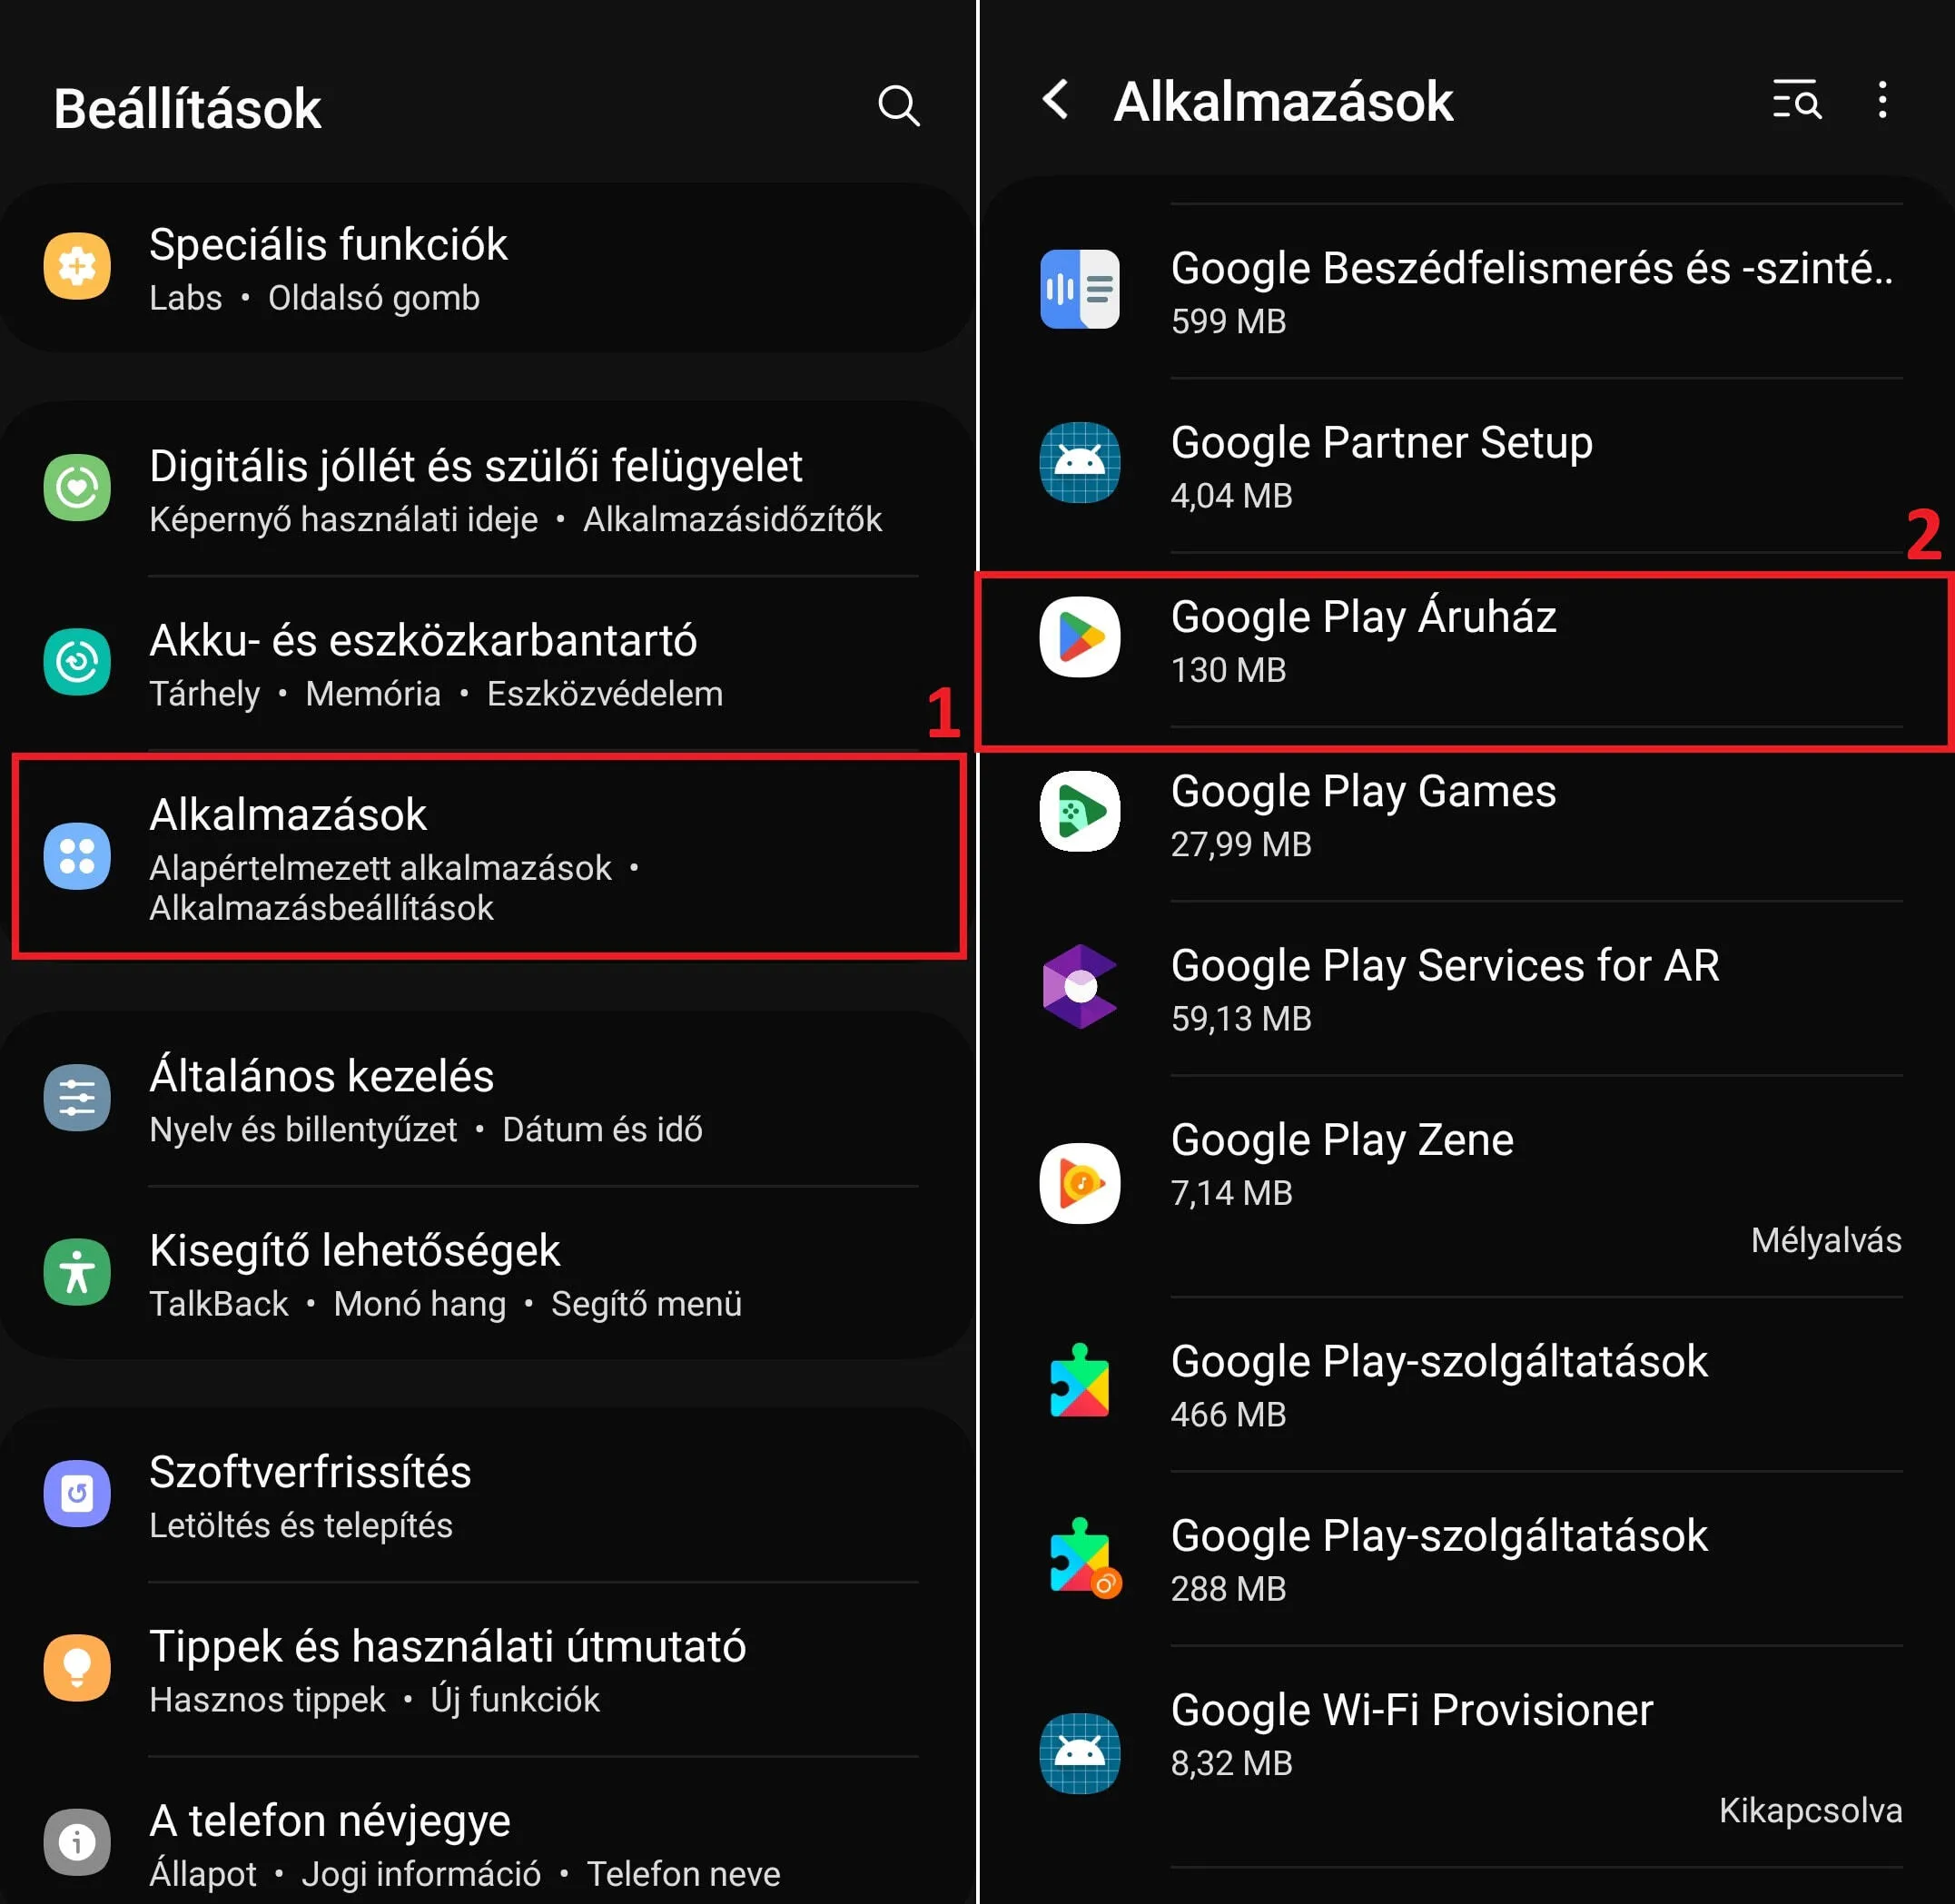 Beállítások
Speciális funkciók
Labs • Oldalsó gomb
Digitális jóllét és szülői felügyelet
Képernyő használati ideje • Alkalmazásidőzítők
Akku- és eszközkarbantartó
Tárhely • Memória • Eszközvédelem
1
Alkalmazások
Alapértelmezett alkalmazások •
Alkalmazásbeállítások
Általános kezelés
Nyelv és billentyűzet • Dátum és idő
Kisegítő lehetőségek
TalkBack • Monó hang • Segítő menü
Szoftverfrissítés
Letöltés és telepítés
Tippek és használati útmutató
Hasznos tippek • Új funkciók
A telefon névjegye
Állapot • Jogi információ • Telefon neve
Alkalmazások
Google Beszédfelismerés és -szinté..
599 MB
Google Partner Setup
4,04 MB
2
Google Play Áruház
130 MB
Google Play Games
27,99 MB
Google Play Services for AR
59,13 MB
Google Play Zene
7,14 MB
Mélyalvás
Google Play-szolgáltatások
466 MB
Google Play-szolgáltatások
288 MB
Google Wi-Fi Provisioner
8,32 MB
Kikapcsolva